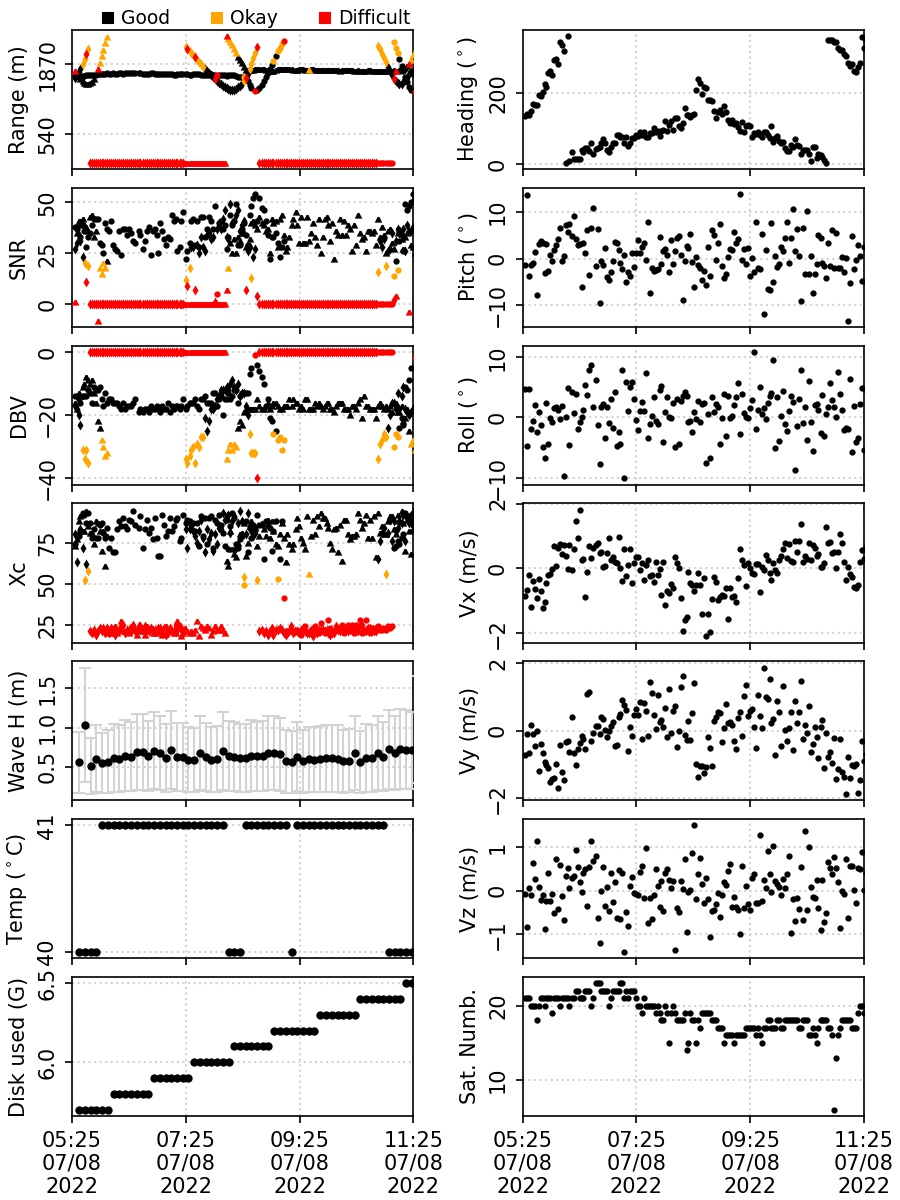 Good Okay Difficult
Range (m)
1870
540
Heading (°)
200
0
SNR
50
25
0
Pitch (°)
10
0
−10
DBV
0
−20
−40
Roll (°)
10
0
−10
Xc
75
50
25
Vx (m/s)
2
0
−2
Wave H (m)
1.5
1.0
0.5
Vy (m/s)
2
0
−2
Temp (°C)
41
40
Vz (m/s)
1
0
−1
Disk used (G)
6.5
6.0
Sat. Numb.
20
10
05:25 07:25 09:25 11:25 05:25 07:25 09:25 11:25
07/08 07/08 07/08 07/08 07/08 07/08 07/08 07/08
2022 2022 2022 2022 2022 2022 2022 2022